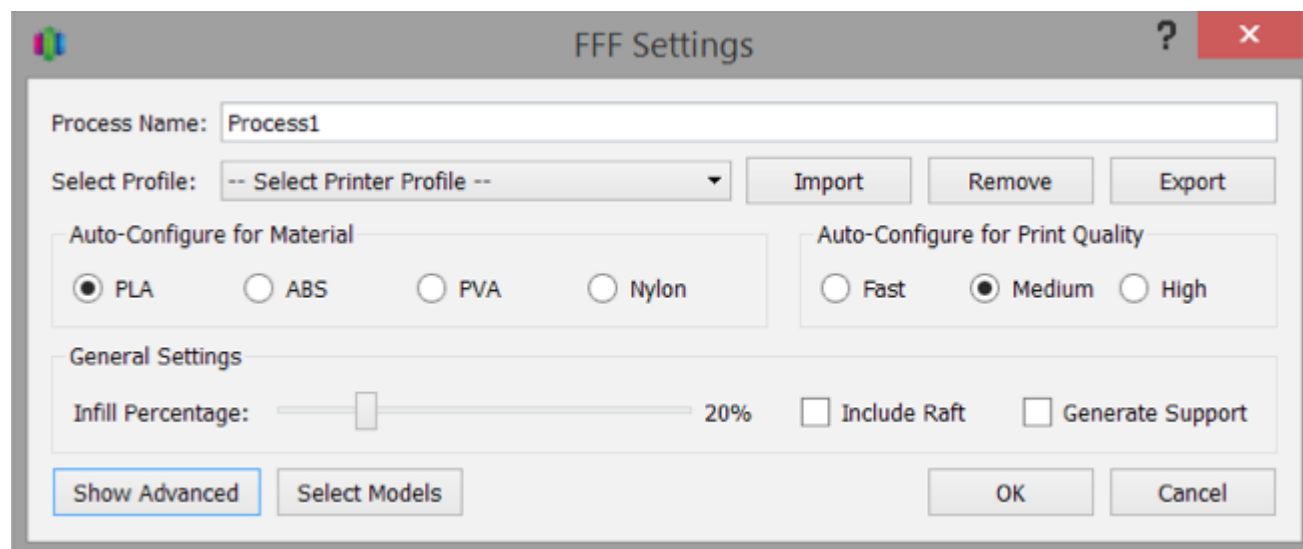 FFF Settings ?
Process Name: Process1
Select Profile: -- Select Printer Profile -- Import Remove Export
Auto-Configure for Material Auto-Configure for Print Quality
PLA ABS PVA Nylon Fast Medium High
General Settings
Infill Percentage: 20% Include Raft Generate Support
Show Advanced Select Models OK Cancel